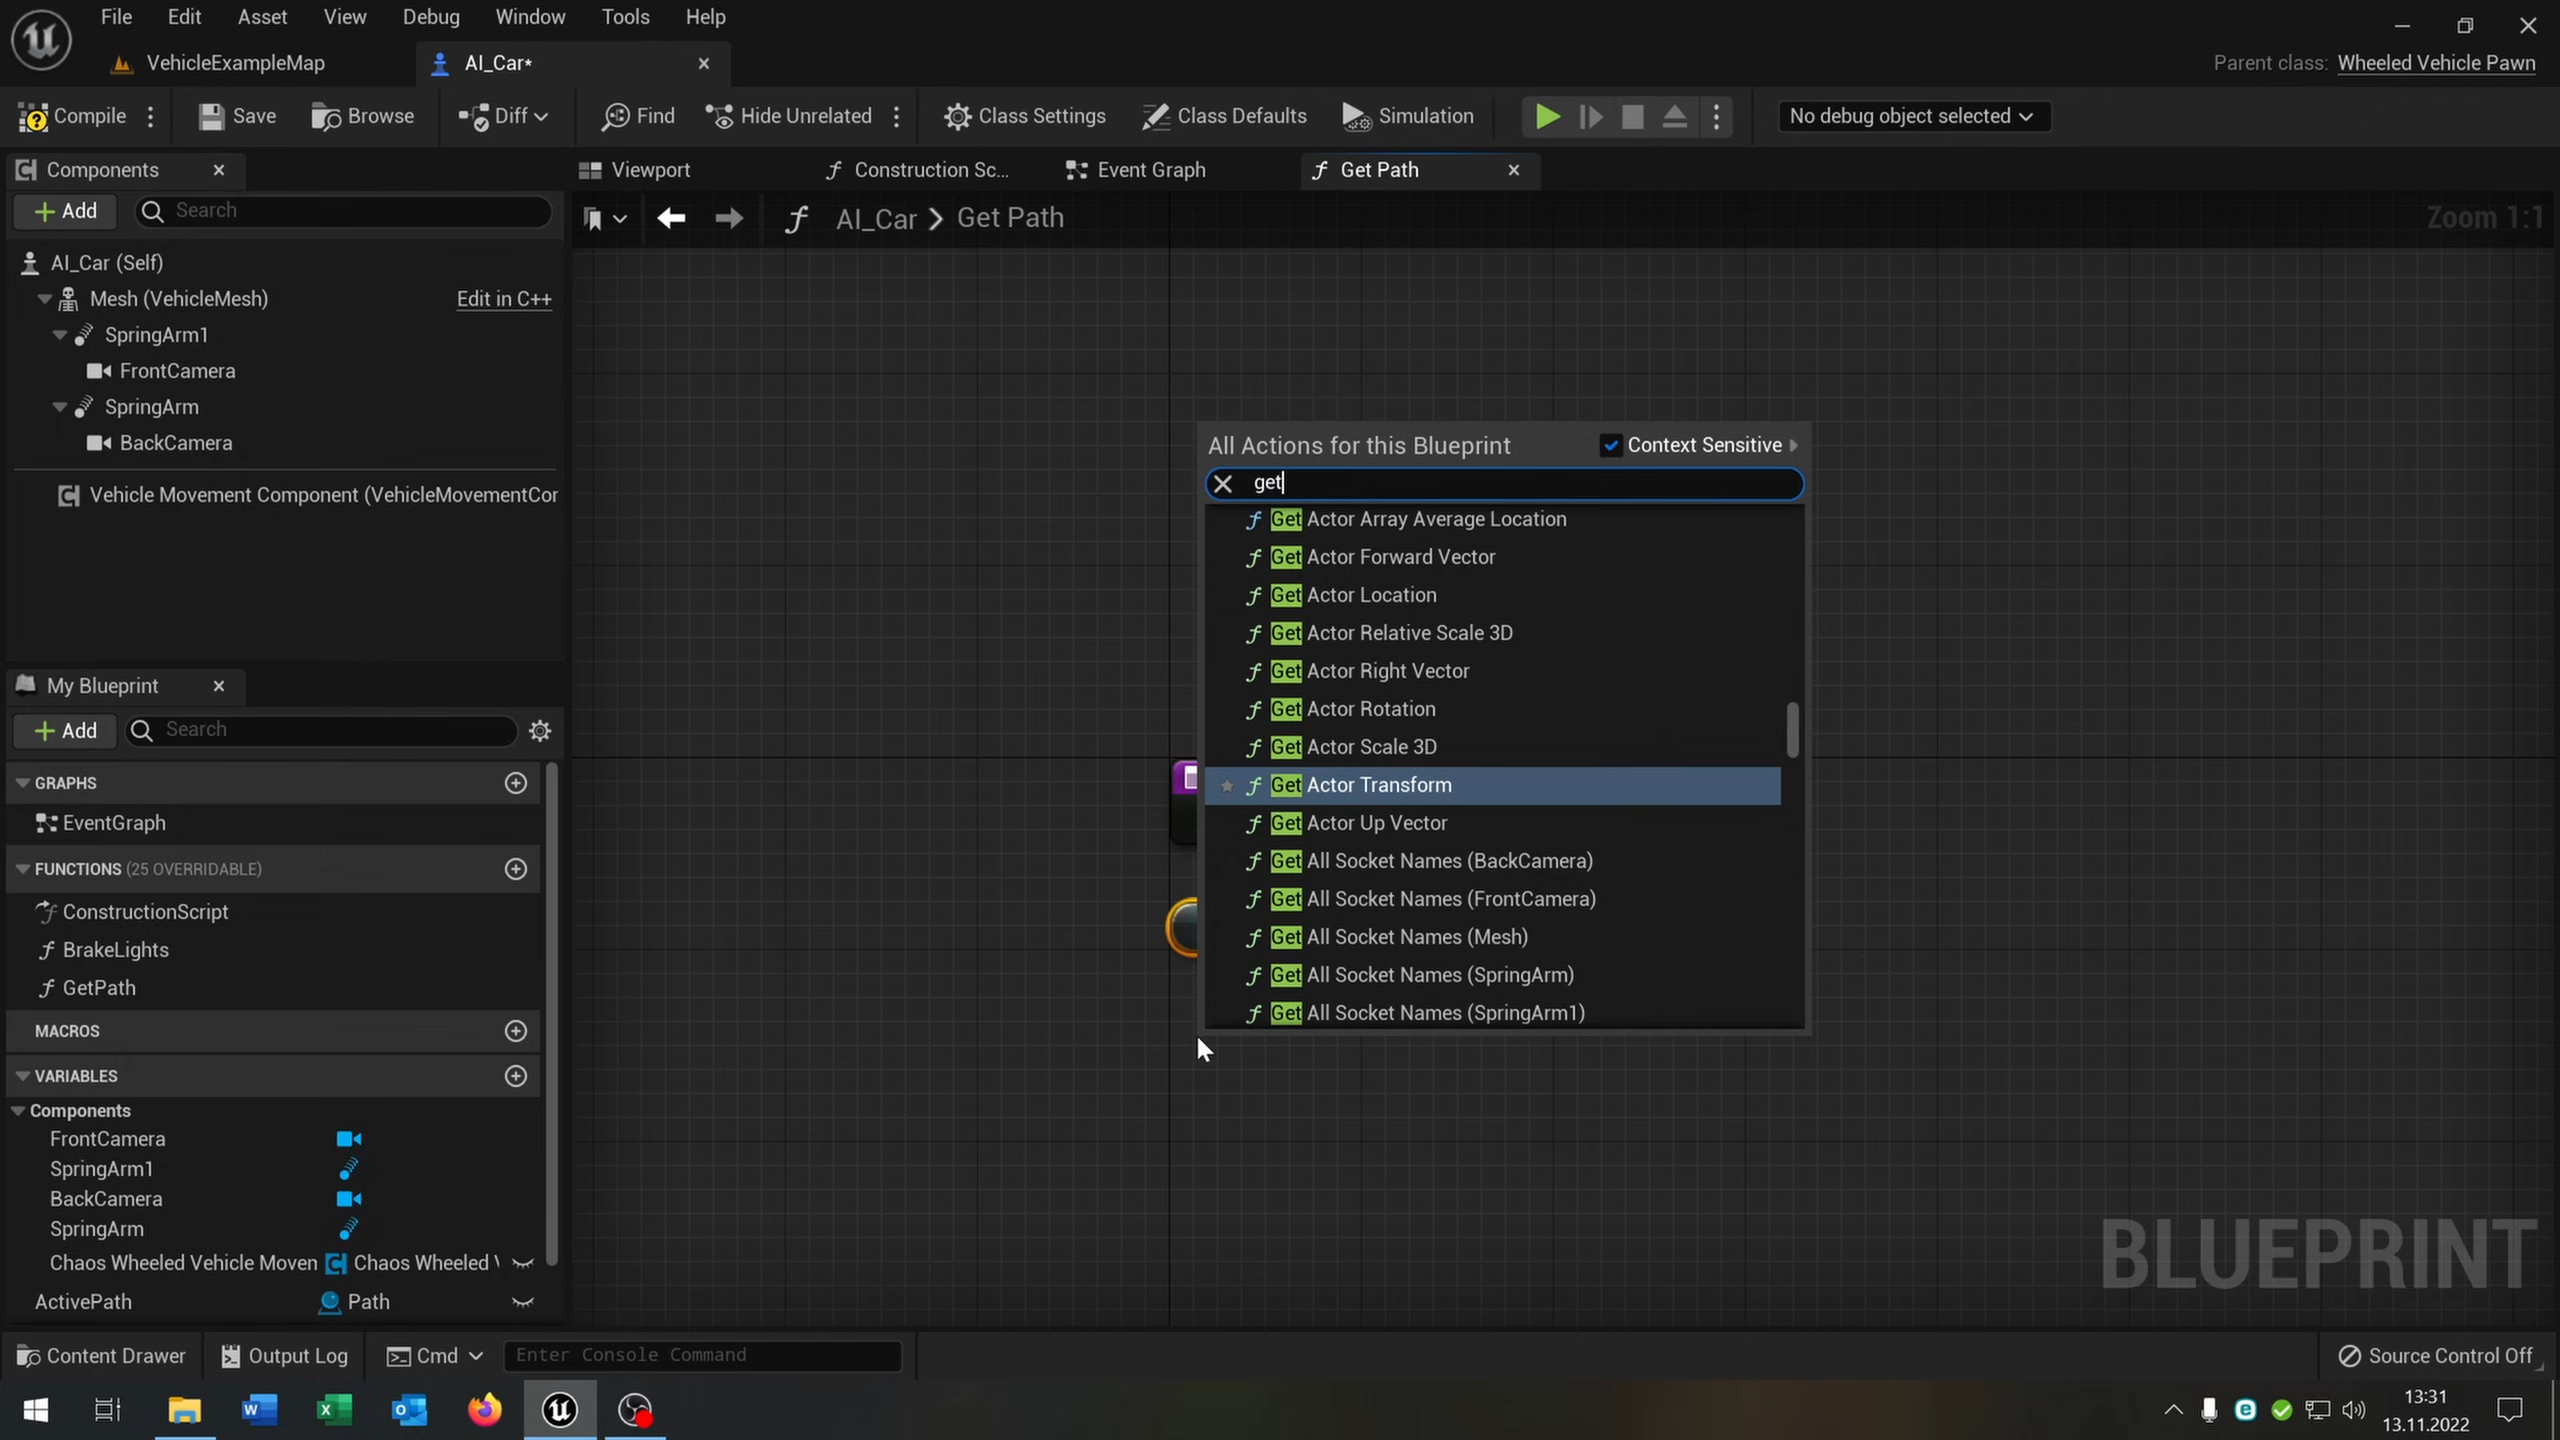 File Edit Asset View Debug Window Tools Help
VehicleExampleMap AI_Car* Parent class: Wheeled Vehicle Pawn
Compile Save Browse Diff Find Hide Unrelated Class Settings Class Defaults Simulation No debug object selected
Components Viewport Construction Sc... Event Graph Get Path
Add Search
AI_Car > Get Path Zoom 1:1
AI_Car (Self)
Mesh (VehicleMesh) Edit in C++
SpringArm1
FrontCamera
SpringArm
BackCamera
Vehicle Movement Component (VehicleMovementCor
All Actions for this Blueprint Context Sensitive
get
Get Actor Array Average Location
Get Actor Forward Vector
Get Actor Location
Get Actor Relative Scale 3D
Get Actor Right Vector
Get Actor Rotation
Get Actor Scale 3D
Get Actor Transform
Get Actor Up Vector
Get All Socket Names (BackCamera)
Get All Socket Names (FrontCamera)
Get All Socket Names (Mesh)
Get All Socket Names (SpringArm)
Get All Socket Names (SpringArm1)
My Blueprint
Add Search
GRAPHS
EventGraph
FUNCTIONS (25 OVERRIDABLE)
ConstructionScript
BrakeLights
GetPath
MACROS
VARIABLES
Components
FrontCamera
SpringArm1
BackCamera
SpringArm
Chaos Wheeled Vehicle Moven Chaos Wheeled V
ActivePath Path
BLUEPRINT
Content Drawer Output Log Cmd Enter Console Command Source Control Off
13:31
13.11.2022